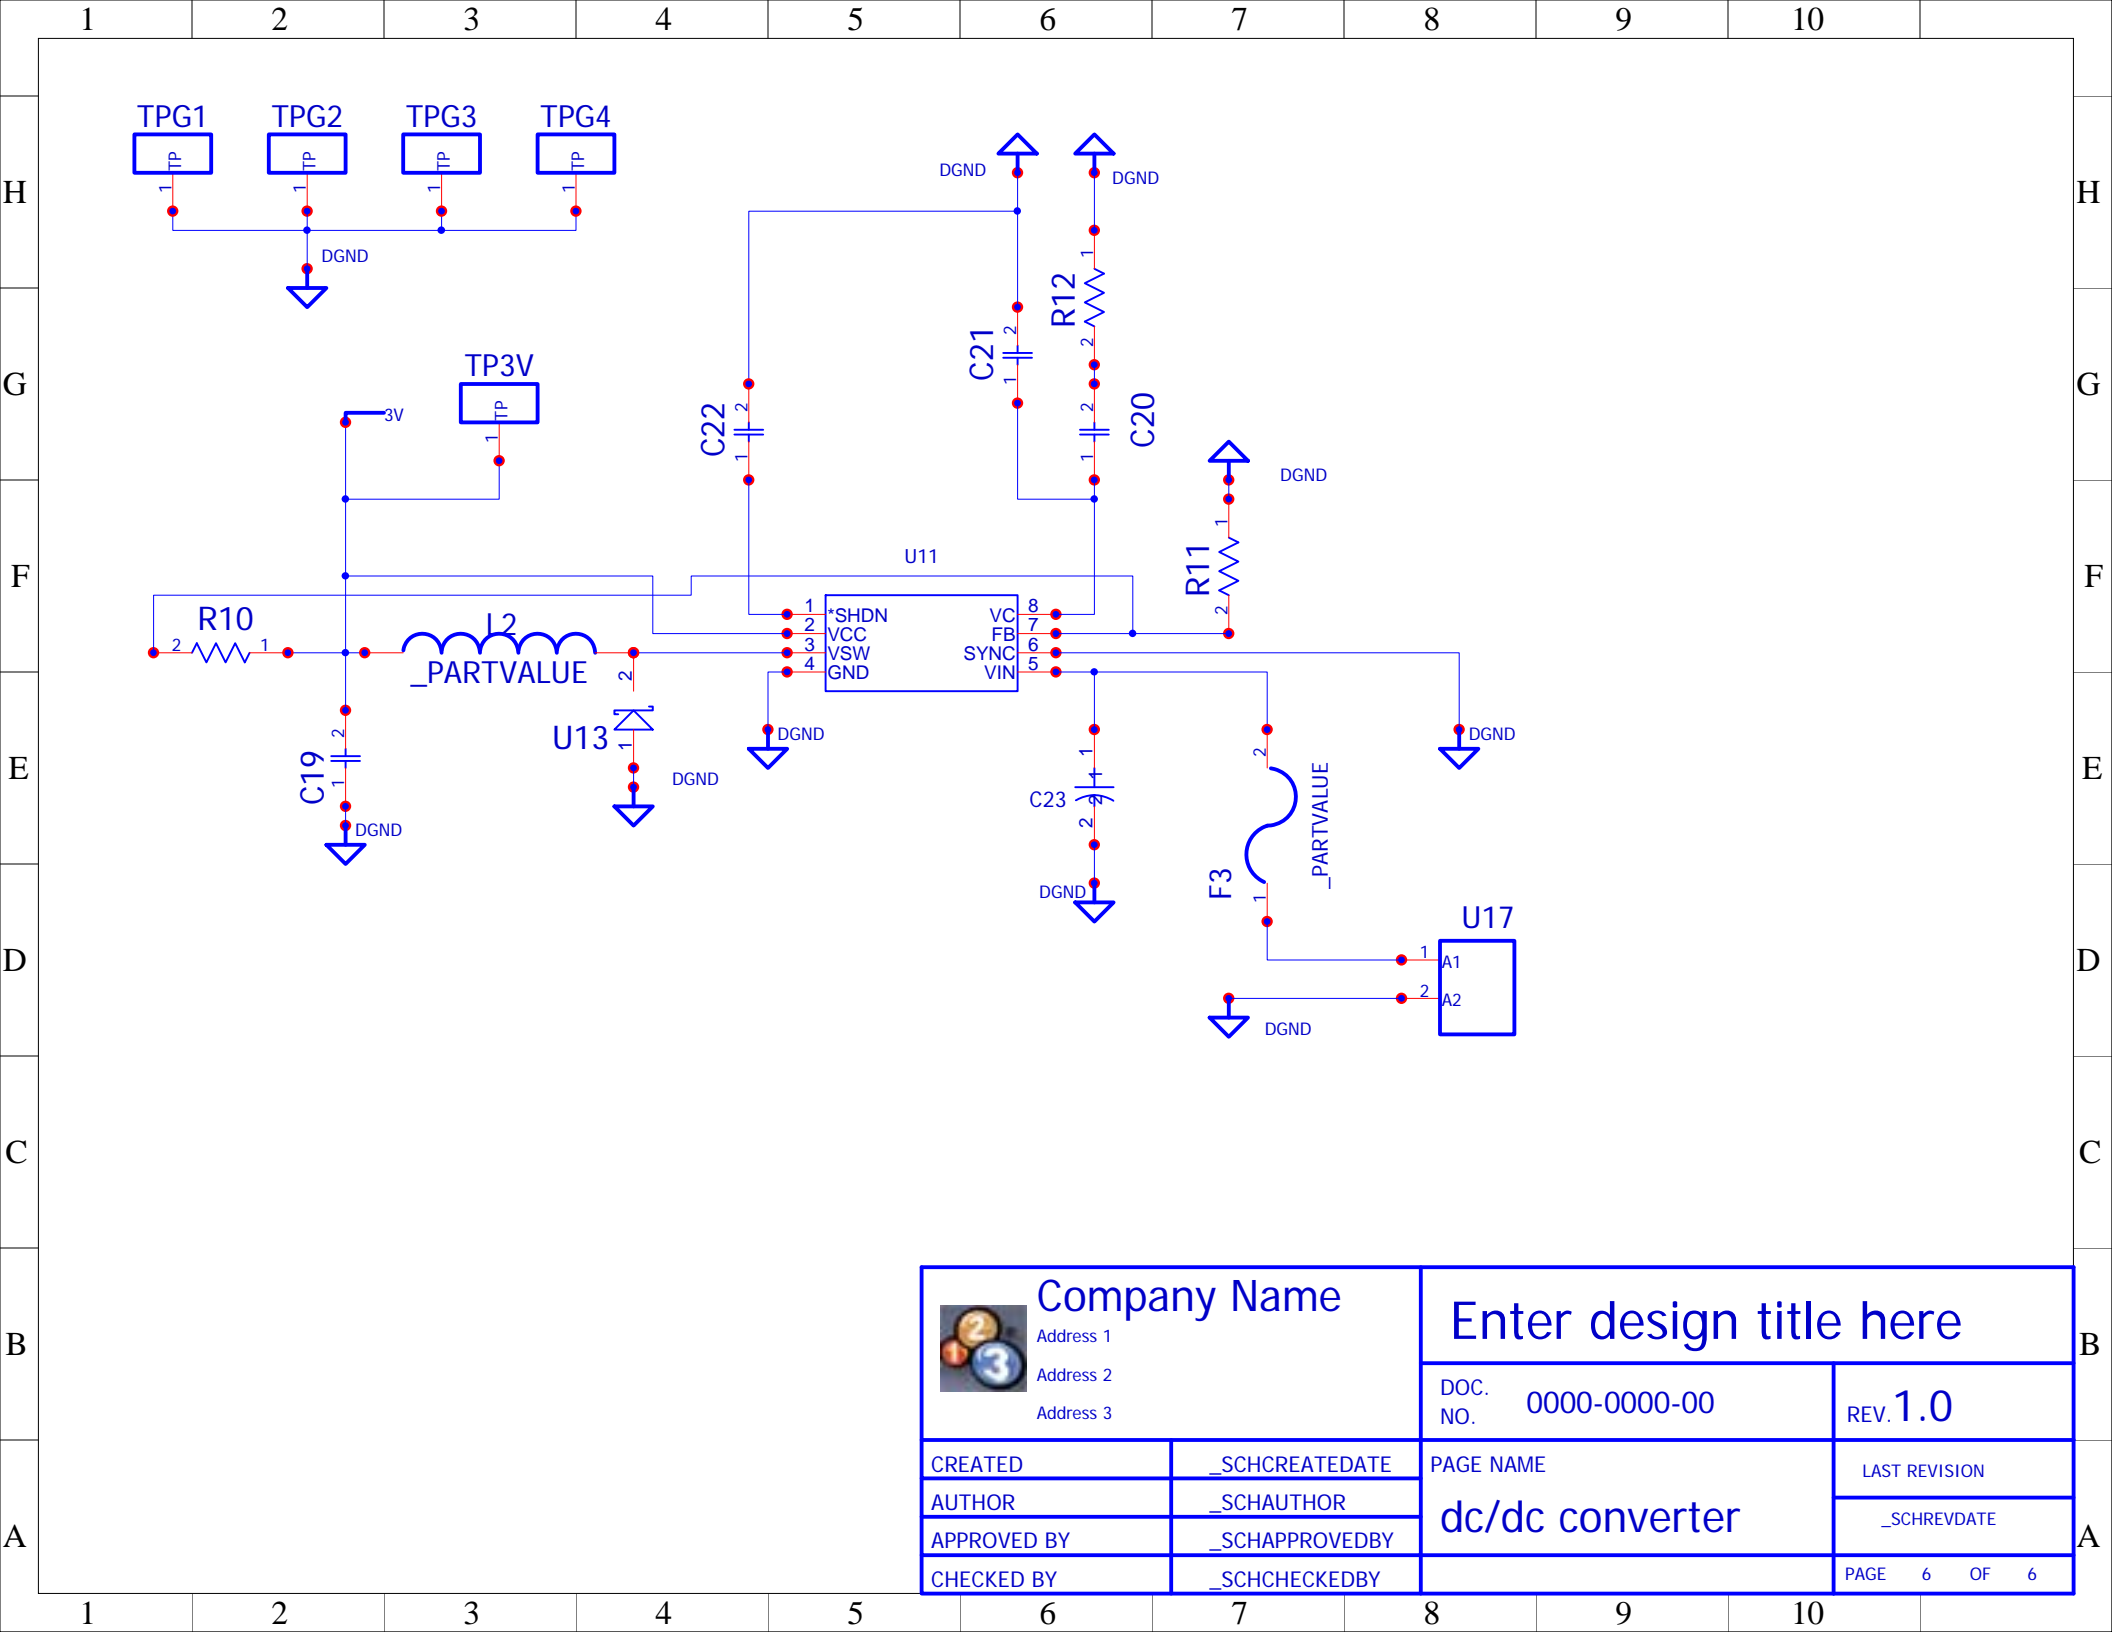 1 2 3 4 5 6 7 8 9 10
TPG1 TPG2 TPG3 TPG4
TP TP TP TP
1 1 1 1
DGND
DGND DGND
H H
R12
1
2
C21
2
1
G G
TP3V
TP
1
3V
C22
2
1
C20
2
1
DGND
R11
1
2
F F
U11
R10
2 1
L2
_PARTVALUE
1 *SHDN VC 8
2 VCC FB 7
3 VSW SYNC 6
4 GND VIN 5
2
U13
1
DGND
DGND
DGND
E E
C19
2
1
DGND
1
1
C23
2
2
DGND
2
_PARTVALUE
F3
1
U17
1 A1
2 A2
DGND
D D
C C
Company Name
Address 1
Address 2
Address 3
2
1
3
Enter design title here
B B
DOC.
NO.
0000-0000-00
REV. 1.0
CREATED _SCHCREATEDATE
AUTHOR _SCHAUTHOR
APPROVED BY _SCHAPPROVEDBY
CHECKED BY _SCHCHECKEDBY
PAGE NAME
dc/dc converter
LAST REVISION
_SCHREVDATE
PAGE 6 OF 6
A A
1 2 3 4 5 6 7 8 9 10